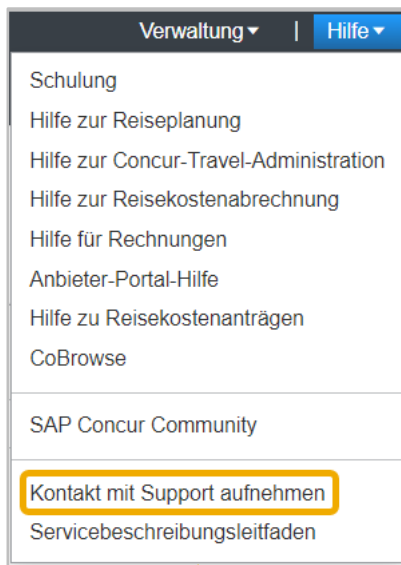 Verwaltung | Hilfe
Schulung
Hilfe zur Reiseplanung
Hilfe zur Concur-Travel-Administration
Hilfe zur Reisekostenabrechnung
Hilfe für Rechnungen
Anbieter-Portal-Hilfe
Hilfe zu Reisekostenanträgen
CoBrowse
SAP Concur Community
Kontakt mit Support aufnehmen
Servicebeschreibungsleitfaden